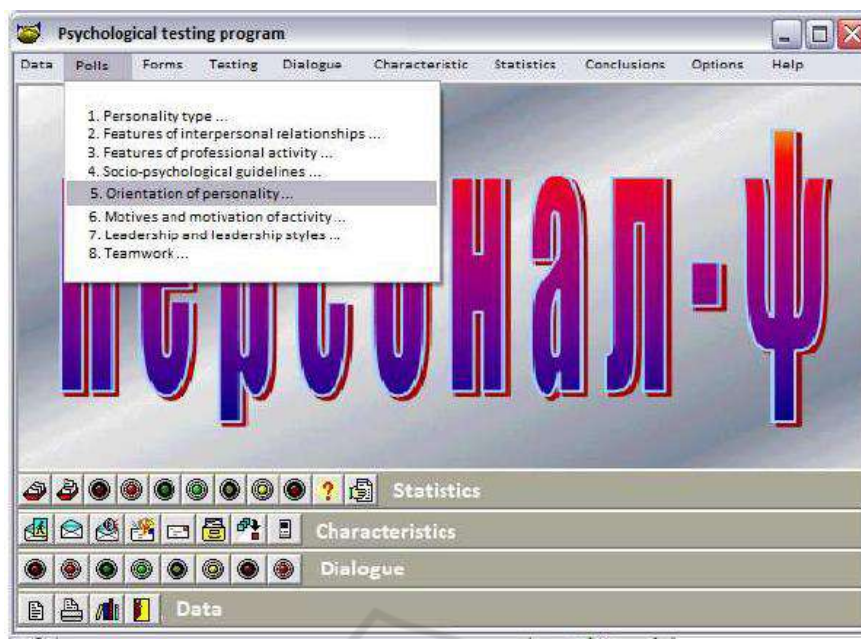 Psychological testing program
Data Polls Forms Testing Dialogue Characteristic Statistics Conclusions Options Help
1. Personality type ...
2. Features of interpersonal relationships ...
3. Features of professional activity ...
4. Socio-psychological guidelines ...
5. Orientation of personality ...
6. Motives and motivation of activity ...
7. Leadership and leadership styles ...
8. Teamwork ...
Персонал-ψ
Statistics
Characteristics
Dialogue
Data